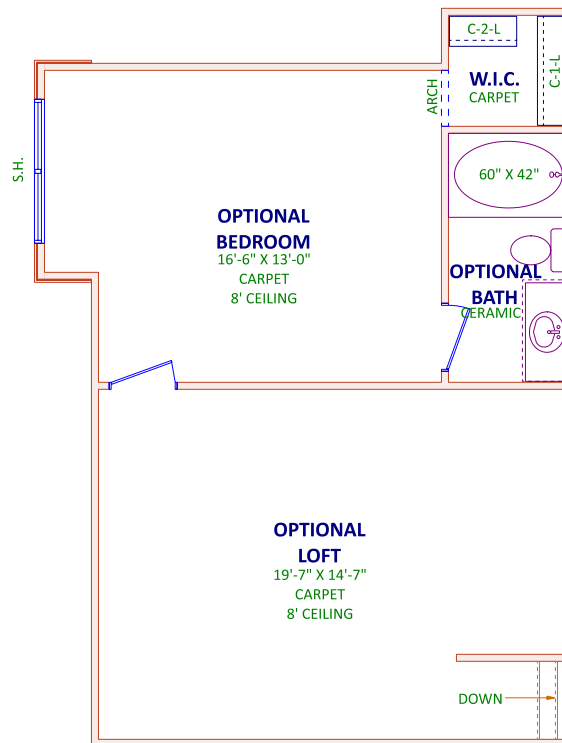 C-2-L
W.I.C.
CARPET
C-1-L
ARCH
S.H.
60" X 42"
OPTIONAL
BEDROOM
16'-6" X 13'-0"
CARPET
8' CEILING
OPTIONAL
BATH
CERAMIC
OPTIONAL
LOFT
19'-7" X 14'-7"
CARPET
8' CEILING
DOWN